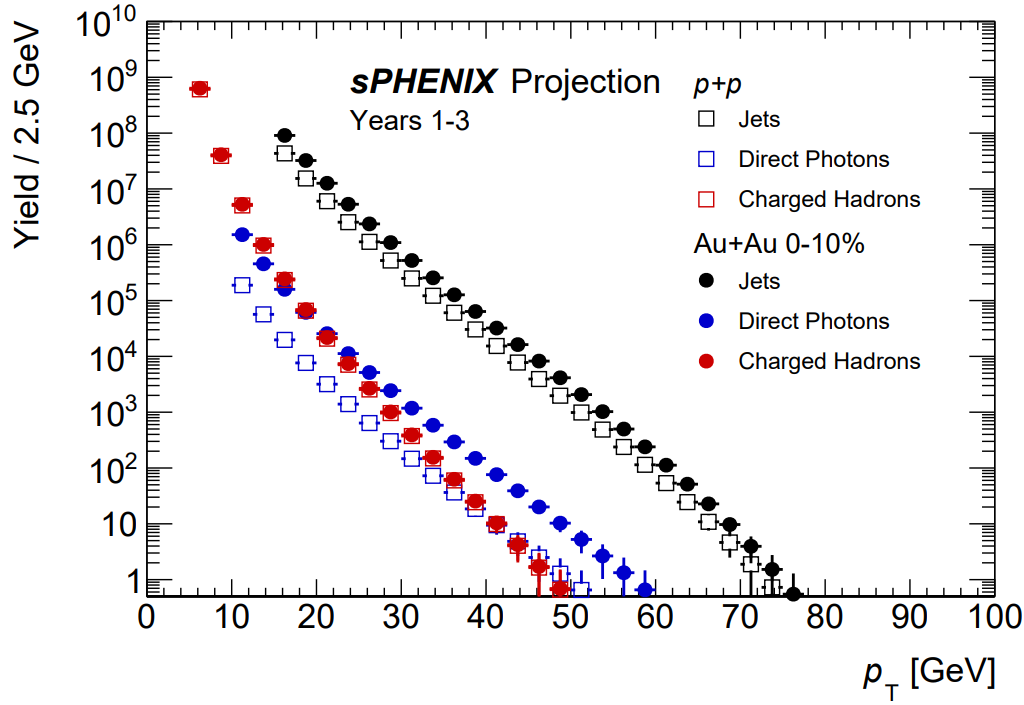 Yield / 2.5 GeV
10^10
10^9
10^8
10^7
10^6
10^5
10^4
10^3
10^2
10
1
sPHENIX Projection
Years 1-3
p+p
Jets
Direct Photons
Charged Hadrons
Au+Au 0-10%
Jets
Direct Photons
Charged Hadrons
0 10 20 30 40 50 60 70 80 90 100
p_T [GeV]